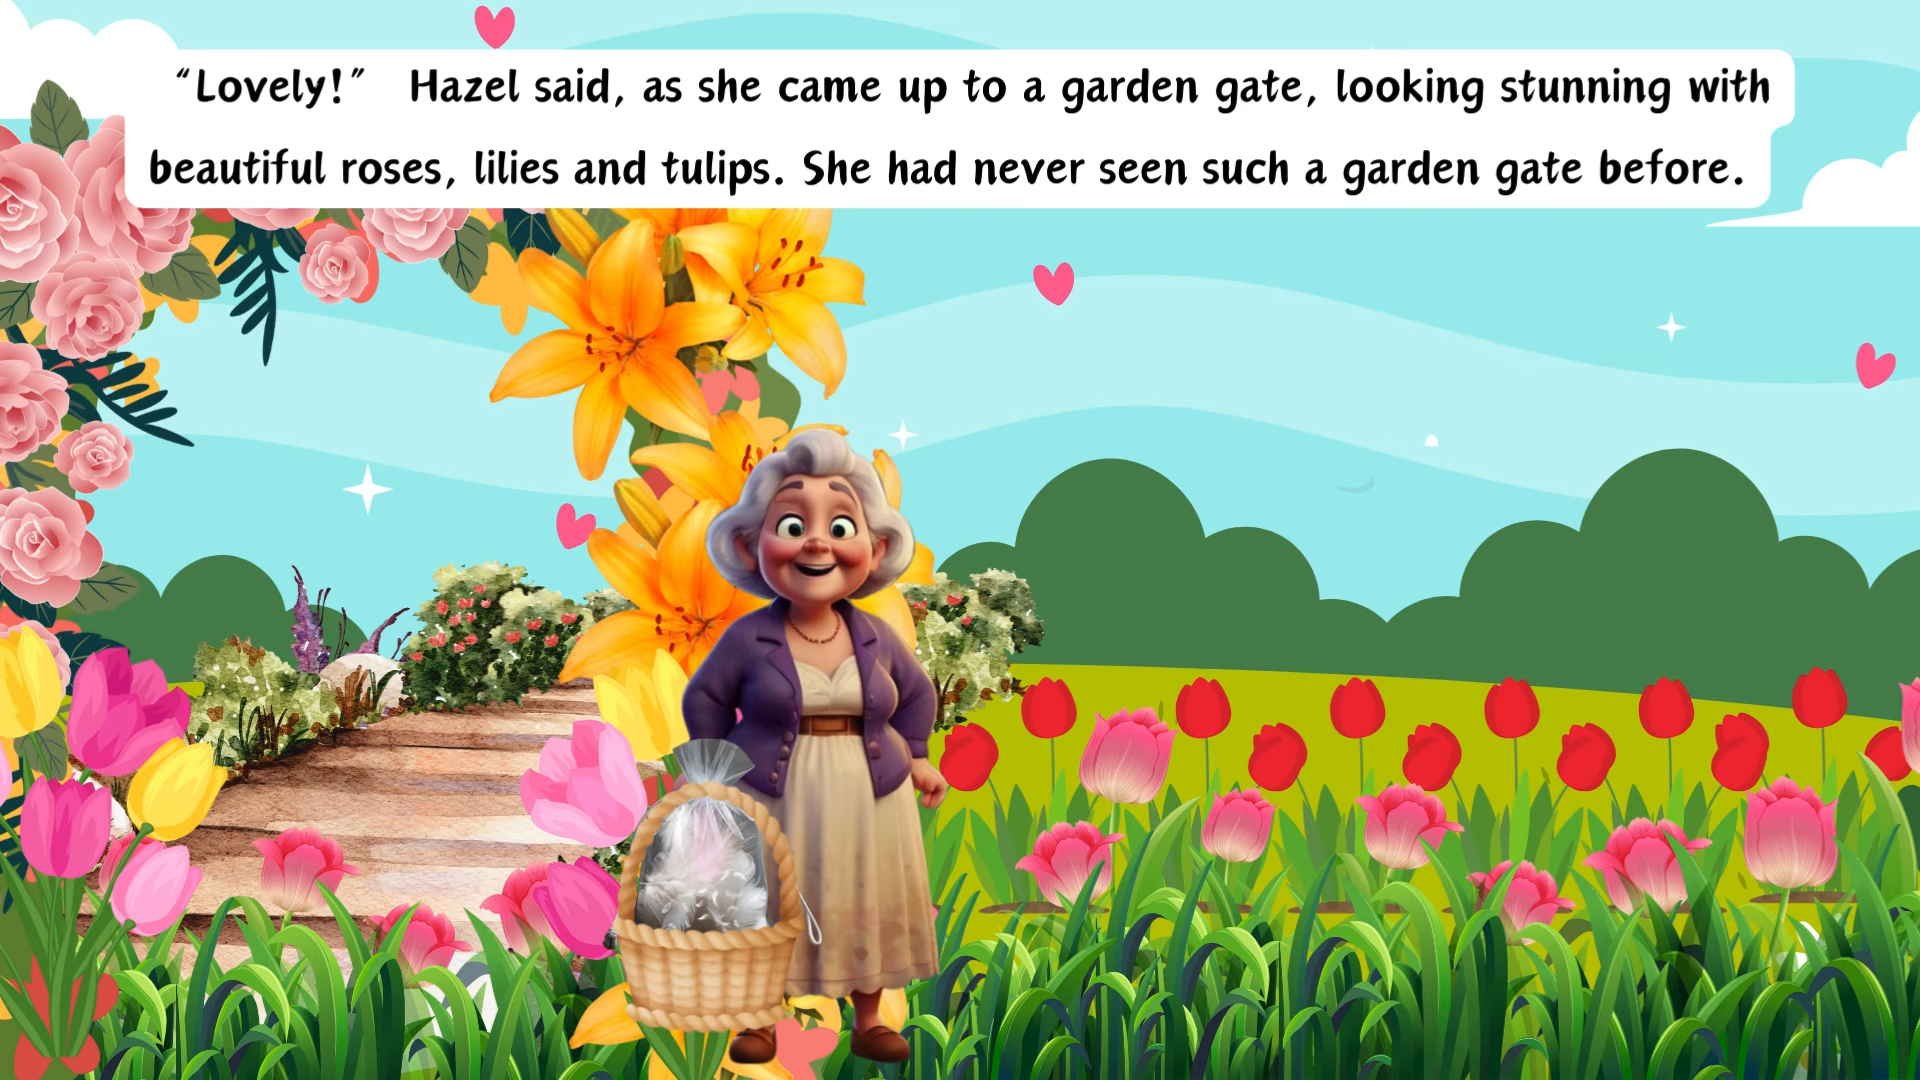 “Lovely!” Hazel said, as she came up to a garden gate, looking stunning with
beautiful roses, lilies and tulips. She had never seen such a garden gate before.